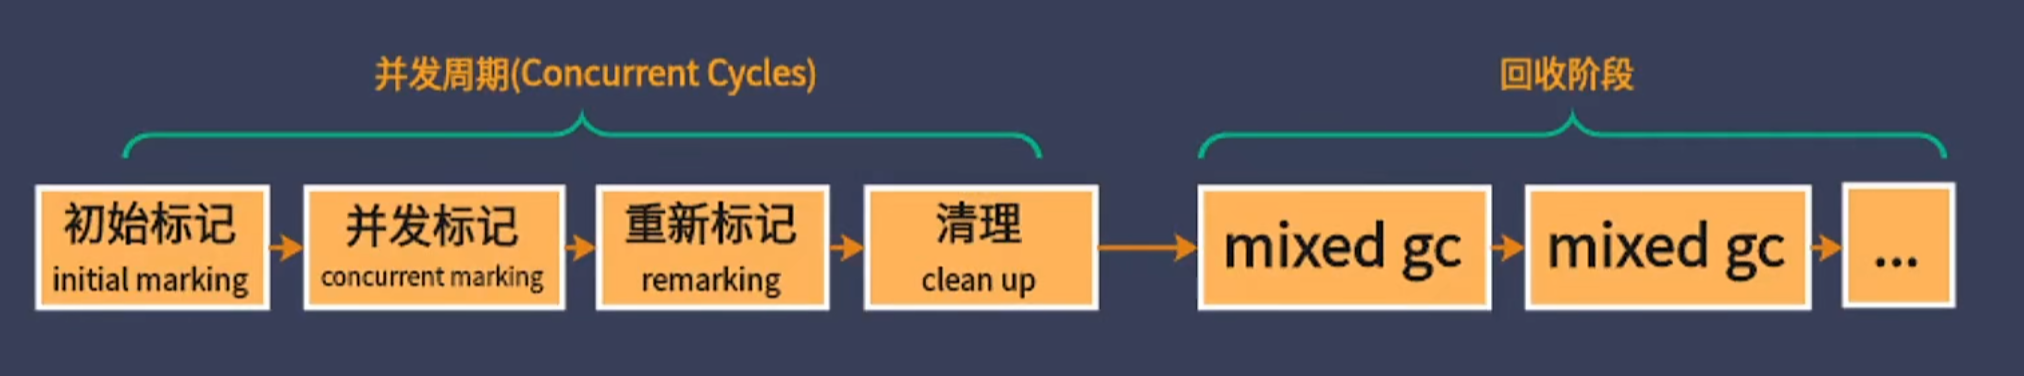 并发周期(Concurrent Cycles)
回收阶段
初始标记
initial marking
并发标记
concurrent marking
重新标记
remarking
清理
clean up
mixed gc
mixed gc
...